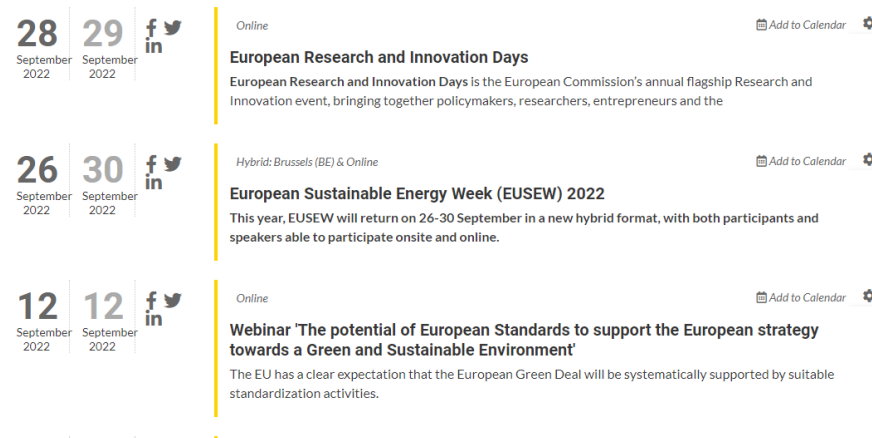 28 29
September September
2022 2022
Online
Add to Calendar
European Research and Innovation Days
European Research and Innovation Days is the European Commission's annual flagship Research and
Innovation event, bringing together policymakers, researchers, entrepreneurs and the
26 30
September September
2022 2022
Hybrid: Brussels (BE) & Online
Add to Calendar
European Sustainable Energy Week (EUSEW) 2022
This year, EUSEW will return on 26-30 September in a new hybrid format, with both participants and
speakers able to participate onsite and online.
12 12
September September
2022 2022
Online
Add to Calendar
Webinar 'The potential of European Standards to support the European strategy
towards a Green and Sustainable Environment'
The EU has a clear expectation that the European Green Deal will be systematically supported by suitable
standardization activities.